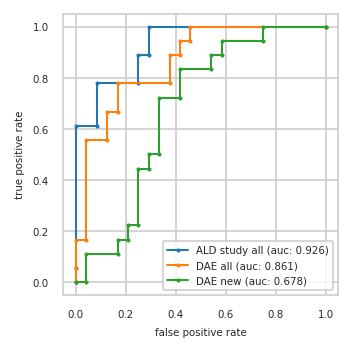 1.0
0.8
0.6
0.4
0.2
0.0
true positive rate
ALD study all (auc: 0.926)
DAE all (auc: 0.861)
DAE new (auc: 0.678)
0.0 0.2 0.4 0.6 0.8 1.0
false positive rate